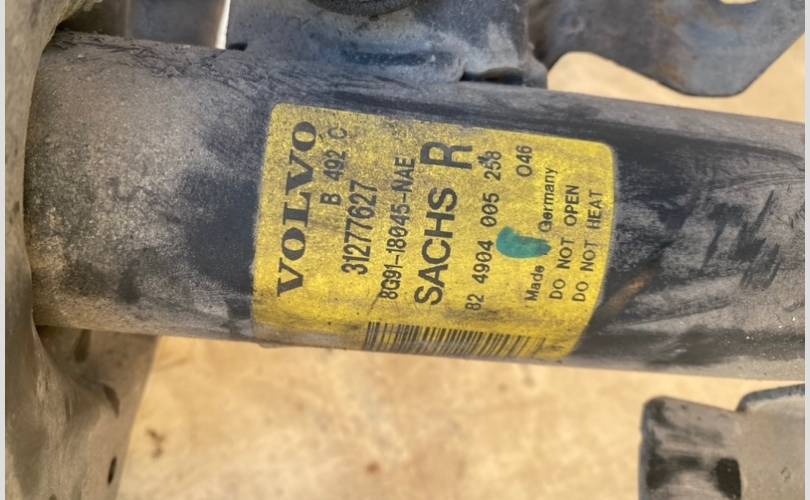 VOLVO
B 492 C
31277627
8G91-18045-NAE
SACHS R
82 4904 005 258
046
Made Germany
DO NOT OPEN
DO NOT HEAT